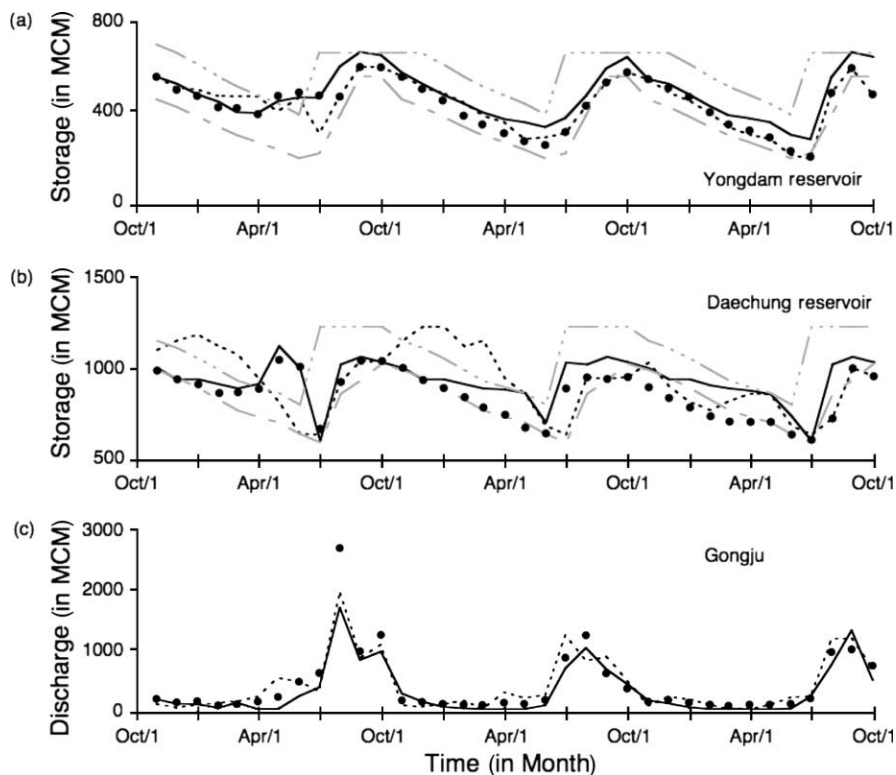 (a)
Storage (in MCM)
800
400
0
Yongdam reservoir
Oct/1 Apr/1 Oct/1 Apr/1 Oct/1 Apr/1 Oct/1
(b)
Storage (in MCM)
1500
1000
500
Daechung reservoir
Oct/1 Apr/1 Oct/1 Apr/1 Oct/1 Apr/1 Oct/1
(c)
Discharge (in MCM)
3000
2000
1000
0
Gongju
Oct/1 Apr/1 Oct/1 Apr/1 Oct/1 Apr/1 Oct/1
Time (in Month)